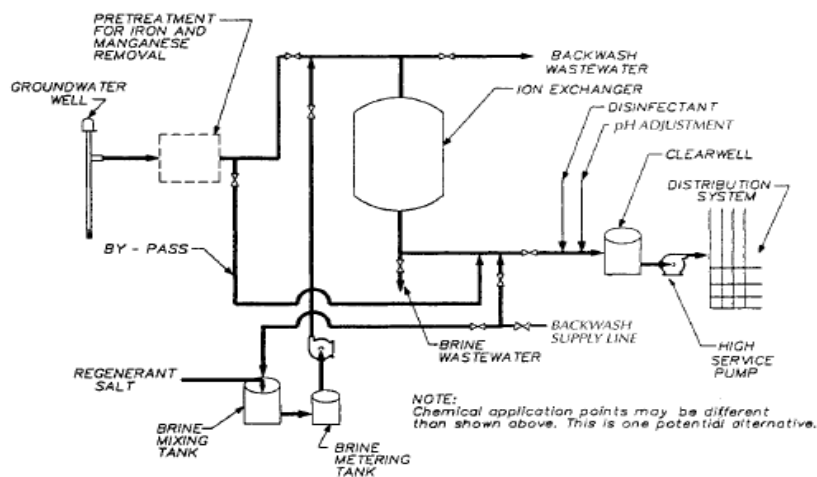 PRETREATMENT
FOR IRON AND
MANGANESE
REMOVAL
GROUNDWATER
WELL
BACKWASH
WASTEWATER
ION EXCHANGER
DISINFECTANT
pH ADJUSTMENT
CLEARWELL
DISTRIBUTION
SYSTEM
BY - PASS
BRINE
WASTEWATER
BACKWASH
SUPPLY LINE
HIGH
SERVICE
PUMP
REGENERANT
SALT
BRINE
MIXING
TANK
BRINE
METERING
TANK
NOTE:
Chemical application points may be different
than shown above. This is one potential alternative.